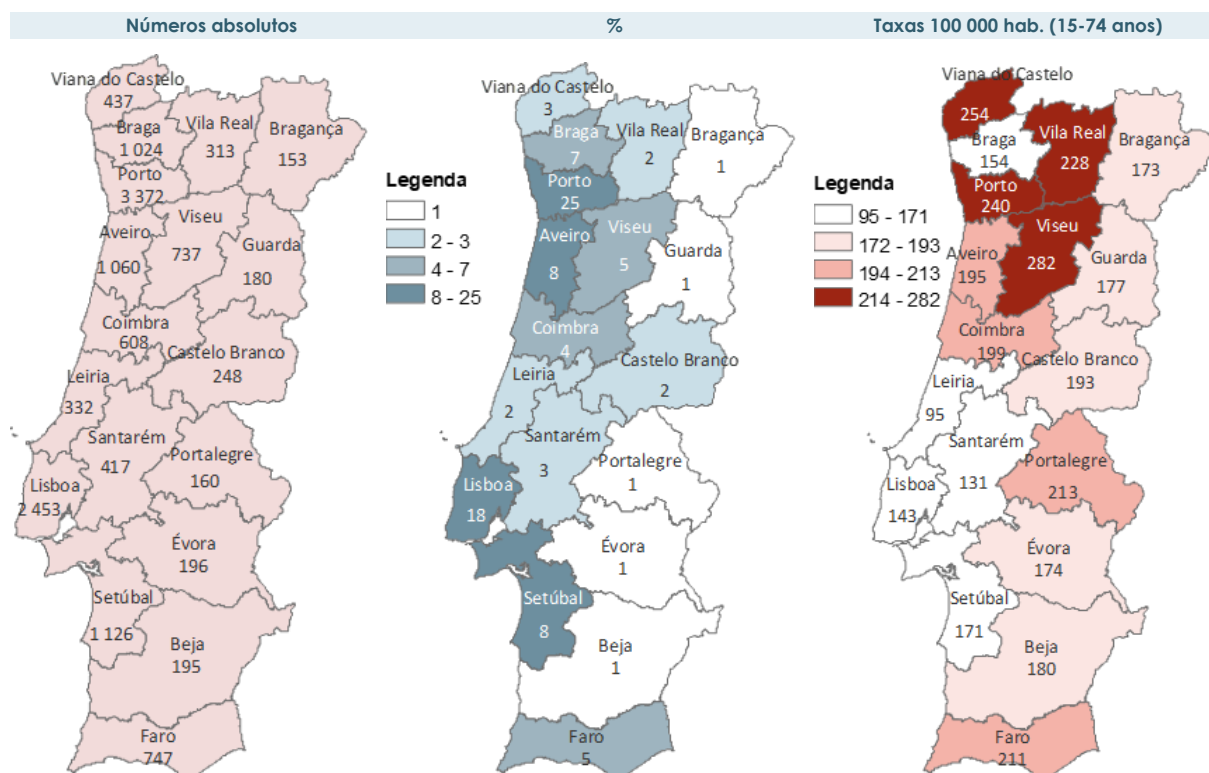 Números absolutos
Viana do Castelo
437
Braga
1 024
Vila Real
313
Bragança
153
Porto
3 372
Aveiro
1 060
Viseu
737
Guarda
180
Coimbra
608
Castelo Branco
248
Leiria
332
Santarém
417
Portalegre
160
Lisboa
2 453
Évora
196
Setúbal
1 126
Beja
195
Faro
747
%
Legenda
1
2 - 3
4 - 7
8 - 25
Viana do Castelo
3
Braga
7
Vila Real
2
Bragança
1
Porto
25
Aveiro
8
Viseu
5
Guarda
1
Coimbra
4
Castelo Branco
2
Leiria
2
Santarém
3
Portalegre
1
Lisboa
18
Évora
1
Setúbal
8
Beja
1
Faro
5
Taxas 100 000 hab. (15-74 anos)
Legenda
95 - 171
172 - 193
194 - 213
214 - 282
Viana do Castelo
254
Braga
154
Vila Real
228
Bragança
173
Porto
240
Aveiro
195
Viseu
282
Guarda
177
Coimbra
199
Castelo Branco
193
Leiria
95
Santarém
131
Portalegre
213
Lisboa
143
Évora
174
Setúbal
171
Beja
180
Faro
211